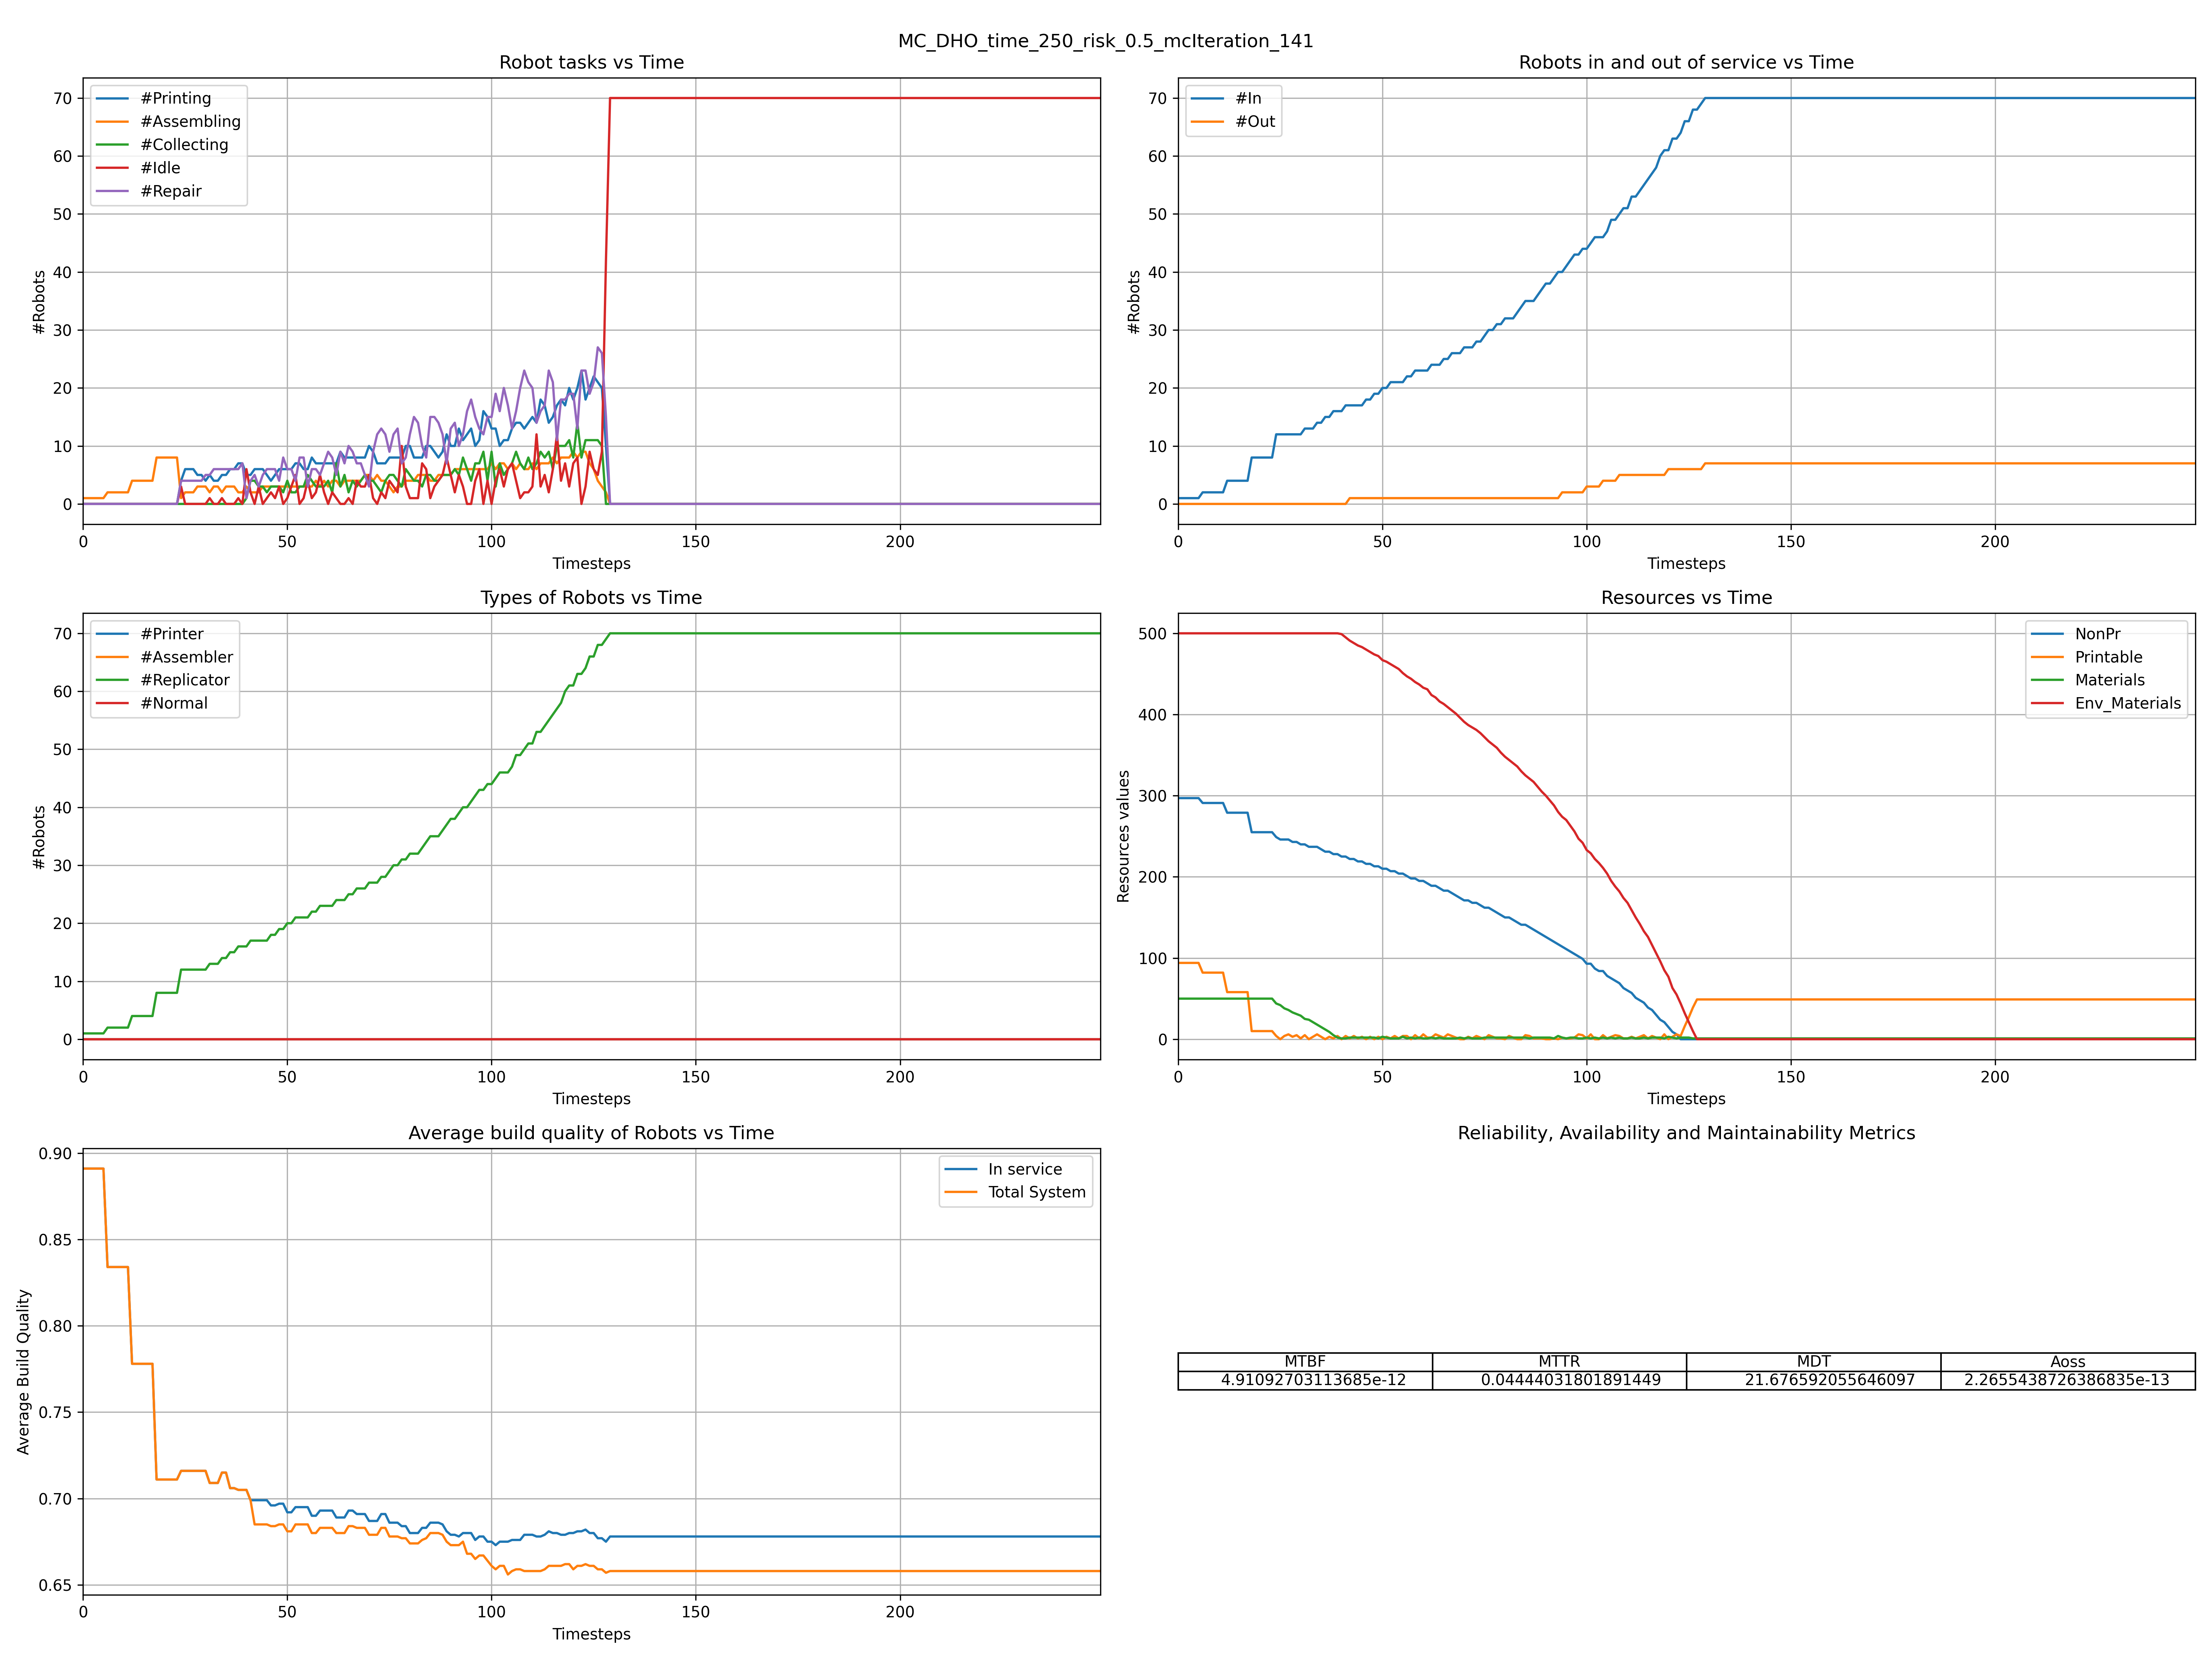 MC_DHO_time_250_risk_0.5_mcIteration_141
Robot tasks vs Time
#Printing
#Assembling
#Collecting
#Idle
#Repair
70
60
50
40
30
20
10
0
#Robots
0 50 100 150 200
Timesteps
Robots in and out of service vs Time
#In
#Out
70
60
50
40
30
20
10
0
#Robots
0 50 100 150 200
Timesteps
Types of Robots vs Time
#Printer
#Assembler
#Replicator
#Normal
70
60
50
40
30
20
10
0
#Robots
0 50 100 150 200
Timesteps
Resources vs Time
NonPr
Printable
Materials
Env_Materials
500
400
300
200
100
0
Resources values
0 50 100 150 200
Timesteps
Average build quality of Robots vs Time
In service
Total System
0.90
0.85
0.80
0.75
0.70
0.65
Average Build Quality
0 50 100 150 200
Timesteps
Reliability, Availability and Maintainability Metrics
MTBF MTTR MDT Aoss
4.91092703113685e-12 0.04444031801891449 21.676592055646097 2.2655438726386835e-13